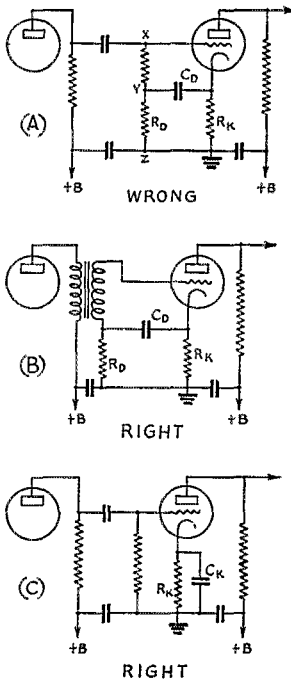 X
C_D
Y
(A)
R_D
R_K
Z
+B
+B
WRONG
C_D
(B)
R_D
R_K
+B
+B
RIGHT
(C)
R_K
C_K
+B
+B
RIGHT